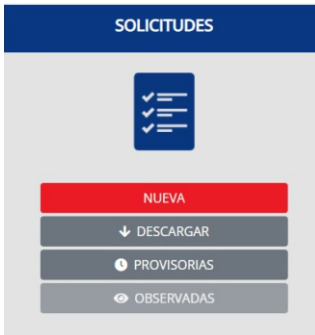 SOLICITUDES
NUEVA
DESCARGAR
PROVISORIAS
OBSERVADAS